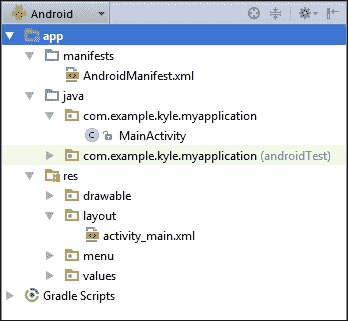 Android
app
manifests
AndroidManifest.xml
java
com.example.kyle.myapplication
MainActivity
com.example.kyle.myapplication (androidTest)
res
drawable
layout
activity_main.xml
menu
values
Gradle Scripts